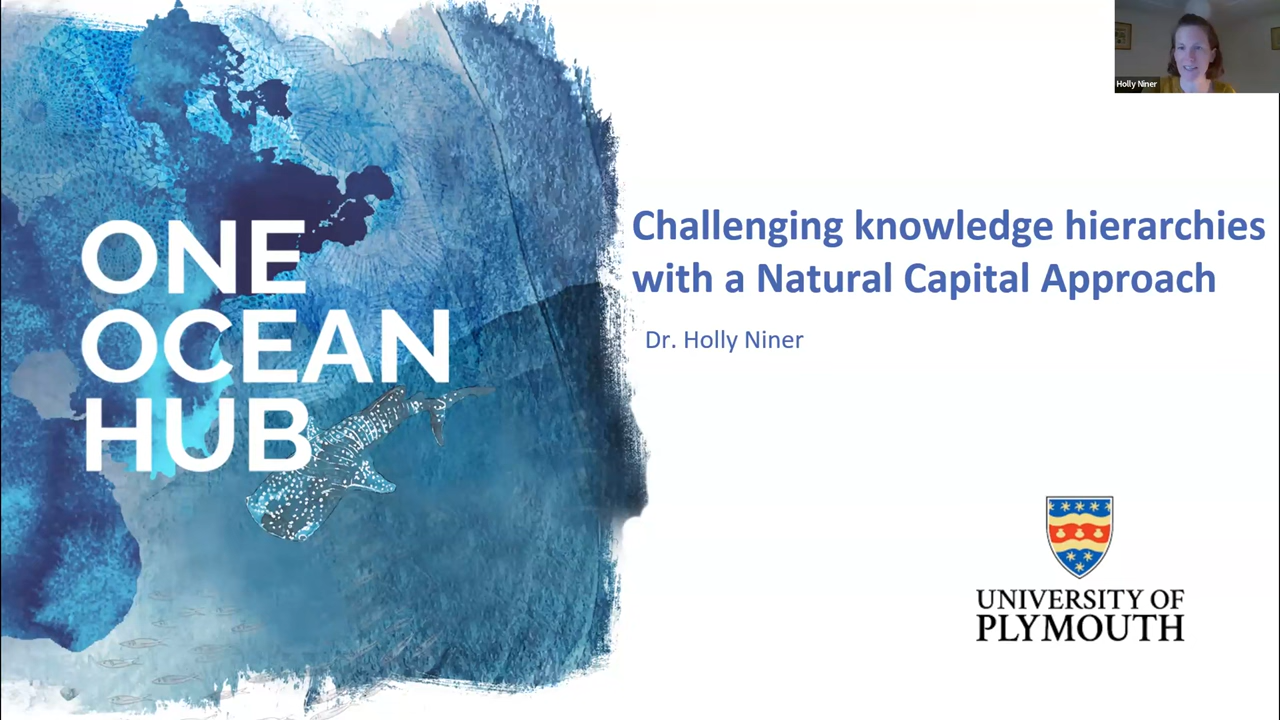 Holly Niner
ONE
OCEAN
HUB
Challenging knowledge hierarchies
with a Natural Capital Approach
Dr. Holly Niner
UNIVERSITY OF
PLYMOUTH